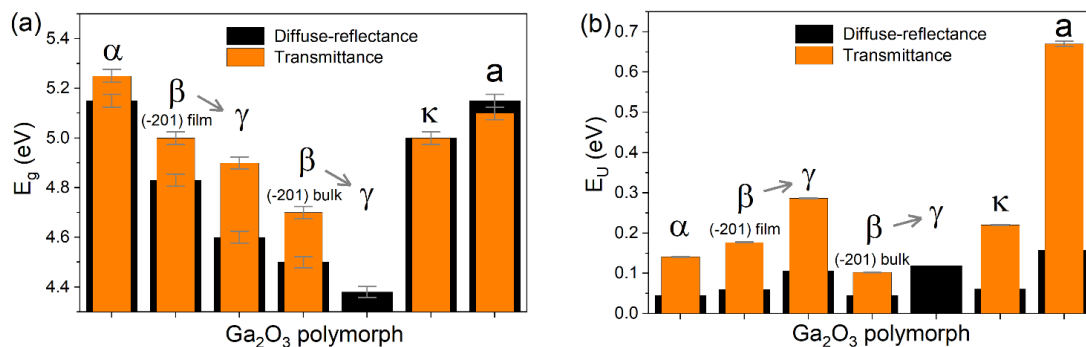 (a)
Diffuse-reflectance
Transmittance
5.4
5.2
5.0
4.8
4.6
4.4
E_g (eV)
α
β
(-201) film
γ
β
(-201) bulk
γ
κ
a
Ga₂O₃ polymorph
(b)
Diffuse-reflectance
Transmittance
0.7
0.6
0.5
0.4
0.3
0.2
0.1
0.0
E_U (eV)
α
β
(-201) film
γ
β
(-201) bulk
γ
κ
a
Ga₂O₃ polymorph